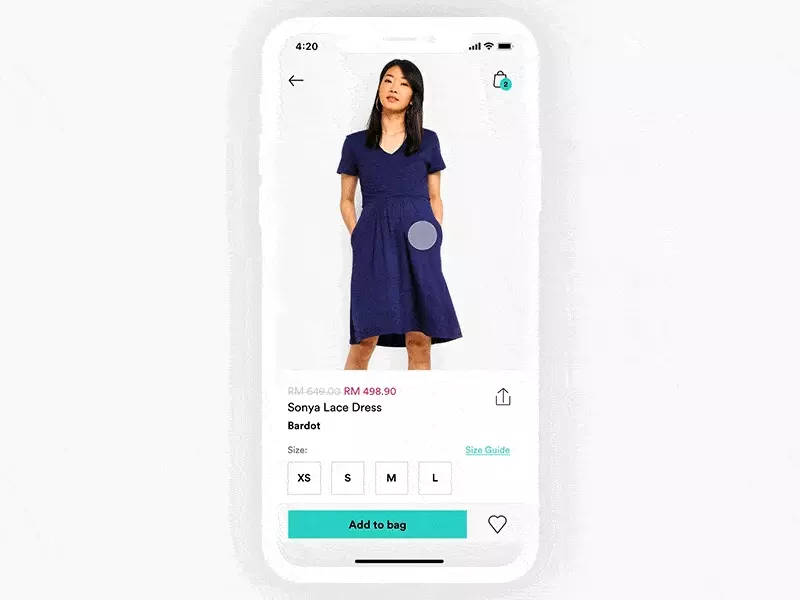 4:20
2
RM 649.00 RM 498.90
Sonya Lace Dress
Bardot
Size: Size Guide
XS S M L
Add to bag